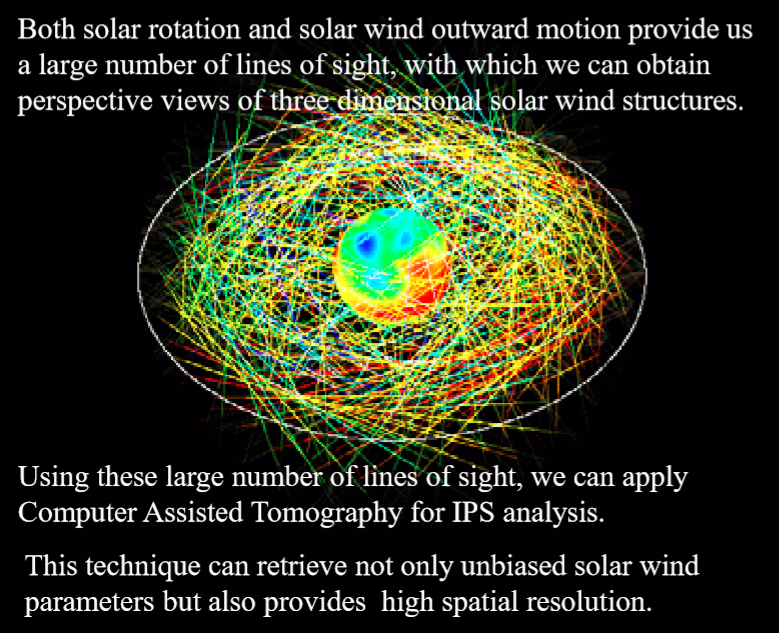 Both solar rotation and solar wind outward motion provide us
a large number of lines of sight, with which we can obtain
perspective views of three dimensional solar wind structures.
Using these large number of lines of sight, we can apply
Computer Assisted Tomography for IPS analysis.
This technique can retrieve not only unbiased solar wind
parameters but also provides  high spatial resolution.